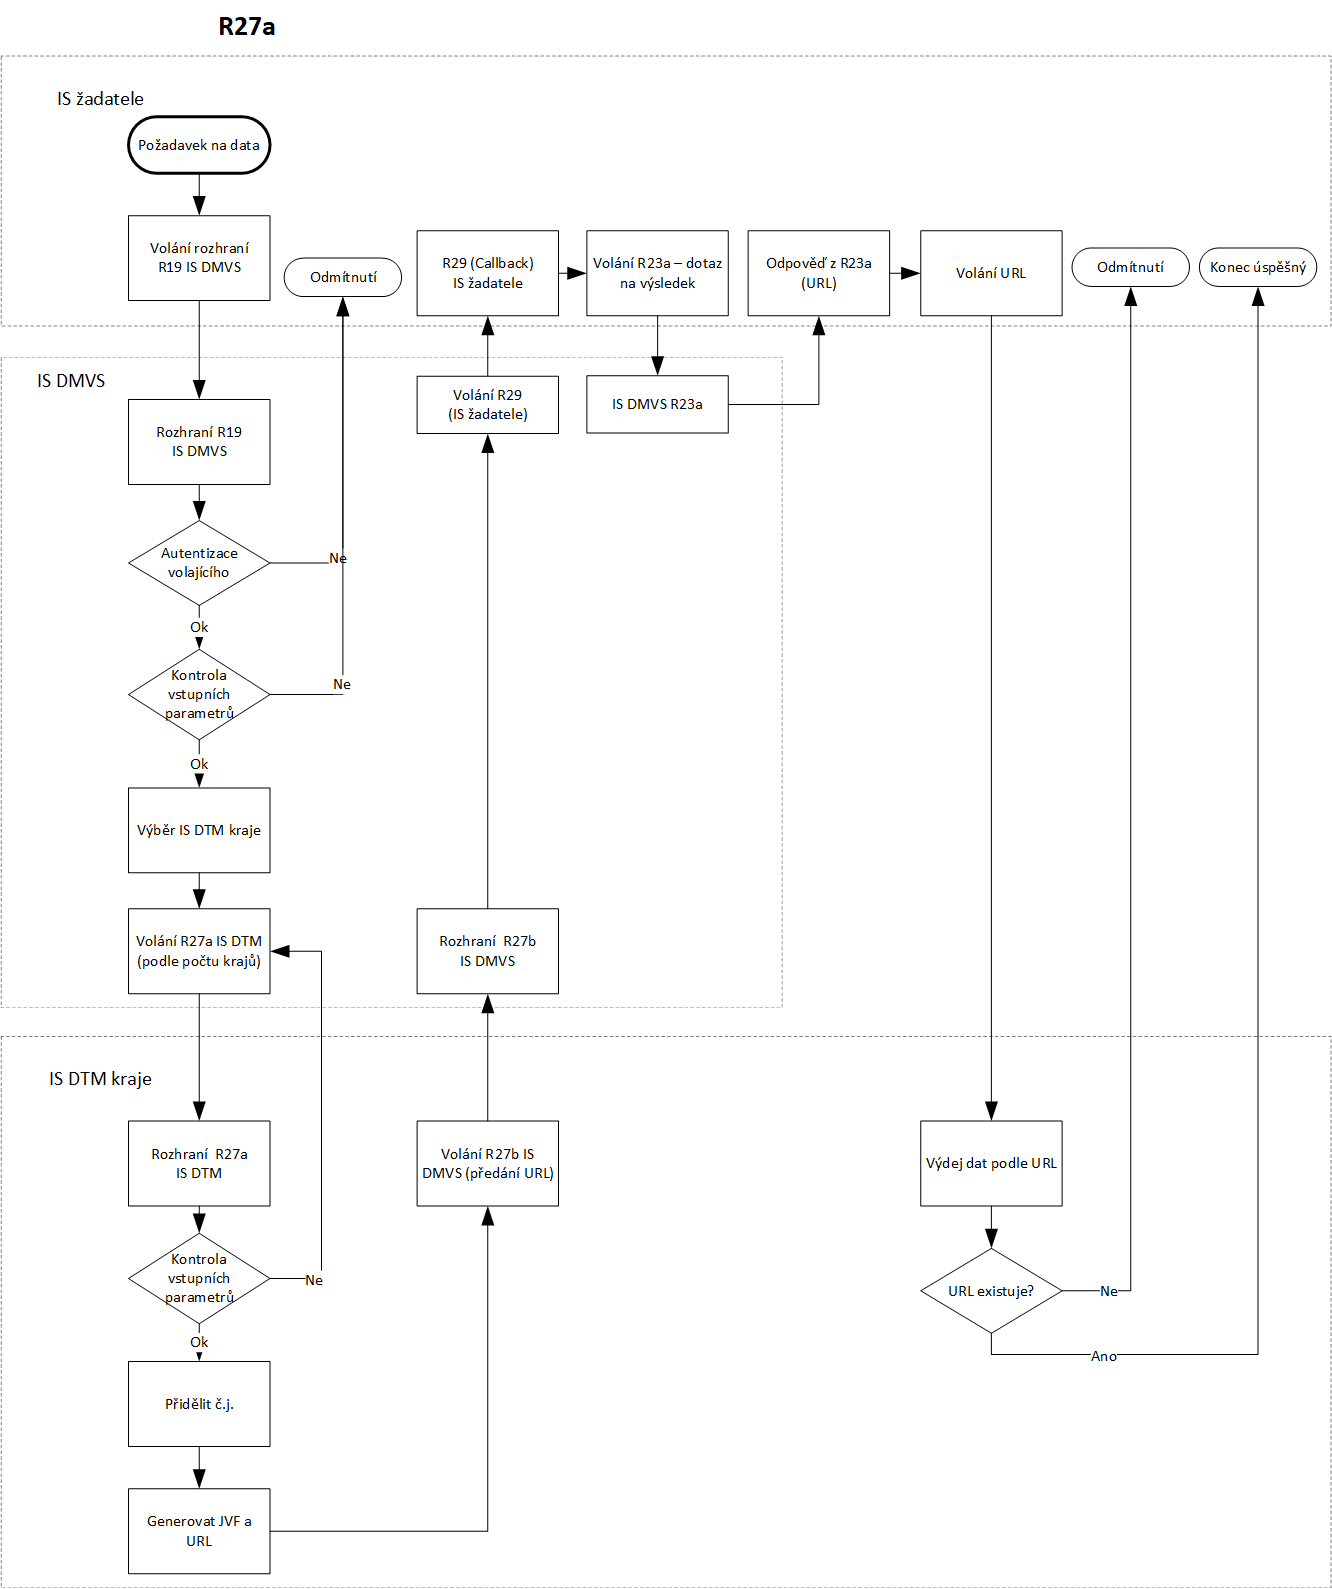 R27a
IS žadatele
Požadavek na data
Volání rozhraní
R19 IS DMVS
Odmítnutí
R29 (Callback)
IS žadatele
Volání R23a – dotaz
na výsledek
Odpověď z R23a
(URL)
Volání URL
Odmítnutí
Konec úspěšný
IS DMVS
Rozhraní R19
IS DMVS
Volání R29
(IS žadatele)
IS DMVS R23a
Autentizace
volajícího
Ne
Ok
Kontrola
vstupních
parametrů
Ne
Ok
Výběr IS DTM kraje
Volání R27a IS DTM
(podle počtu krajů)
Rozhraní  R27b
IS DMVS
IS DTM kraje
Rozhraní  R27a
IS DTM
Volání R27b IS
DMVS (předání URL)
Výdej dat podle URL
Kontrola
vstupních
parametrů
Ne
Ok
URL existuje?
Ne
Ano
Přidělit č.j.
Generovat JVF a
URL